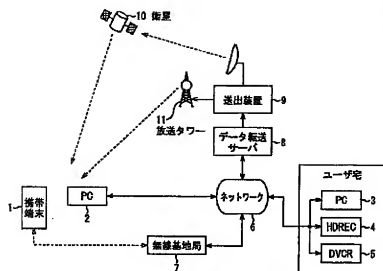 10 衛星
11
放送タワー
送出装置
9
データ転送
サーバ
8
ユーザ宅
1
携帯
端末
PC
2
ネットワーク
6
PC
3
HDREC
4
DVCR
5
無線基地局
7